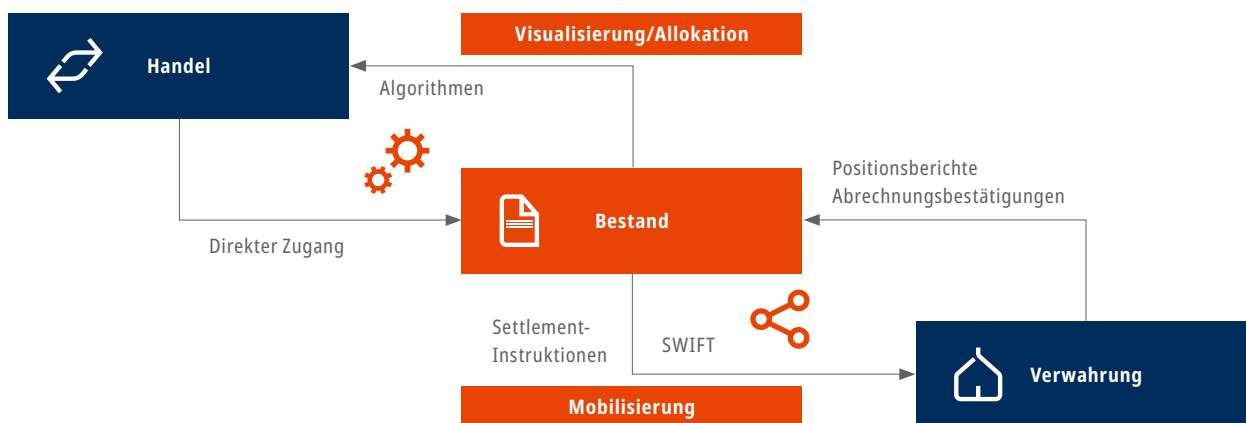 Visualisierung/Allokation
Handel
Algorithmen
Direkter Zugang
Bestand
Positionsberichte
Abrechnungsbestätigungen
Settlement-
Instruktionen
SWIFT
Verwahrung
Mobilisierung